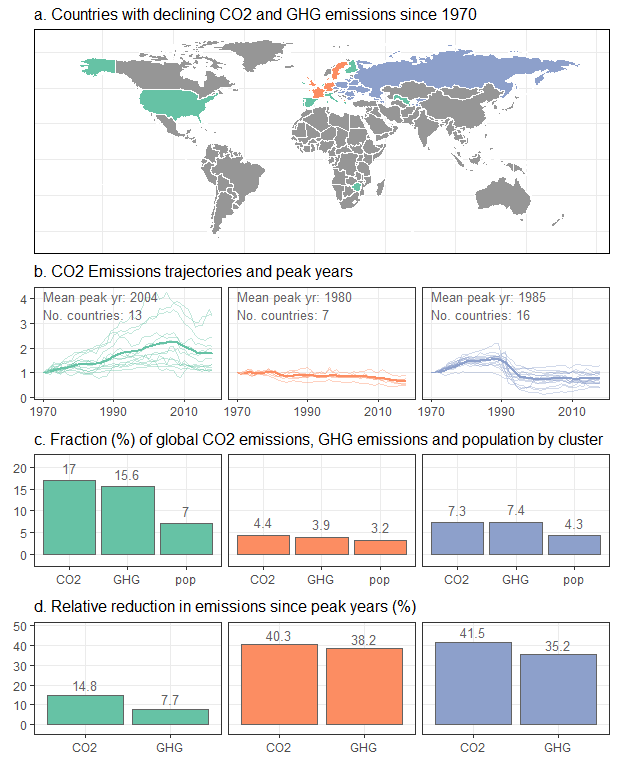 a. Countries with declining CO2 and GHG emissions since 1970
b. CO2 Emissions trajectories and peak years
Mean peak yr: 2004
No. countries: 13
Mean peak yr: 1980
No. countries: 7
Mean peak yr: 1985
No. countries: 16
4
3
2
1
0
1970 1990 2010 1970 1990 2010 1970 1990 2010
c. Fraction (%) of global CO2 emissions, GHG emissions and population by cluster
20
15
10
5
0
17 15.6 7 4.4 3.9 3.2 7.3 7.4 4.3
CO2 GHG pop CO2 GHG pop CO2 GHG pop
d. Relative reduction in emissions since peak years (%)
50
40
30
20
10
0
14.8 7.7 40.3 38.2 41.5 35.2
CO2 GHG CO2 GHG CO2 GHG